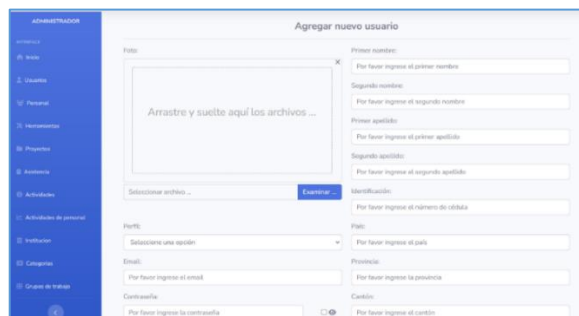 ADMINISTRADOR
Inicio
Usuarios
Personal
Herramientas
Proyectos
Asistencia
Actividades
Actividades de personal
Institucion
Categorías
Grupos de trabajo
Agregar nuevo usuario
Foto:
Arrastre y suelte aquí los archivos ...
Seleccionar archivo ...
Examinar ...
Perfil:
Seleccione una opción
Email:
Por favor ingrese el email
Contraseña:
Por favor ingrese la contraseña
Primer nombre:
Por favor ingrese el primer nombre
Segundo nombre:
Por favor ingrese el segundo nombre
Primer apellido:
Por favor ingrese el primer apellido
Segundo apellido:
Por favor ingrese el segundo apellido
Identificación:
Por favor ingrese el número de cédula
País:
Por favor ingrese el país
Provincia:
Por favor ingrese la provincia
Cantón:
Por favor ingrese el cantón